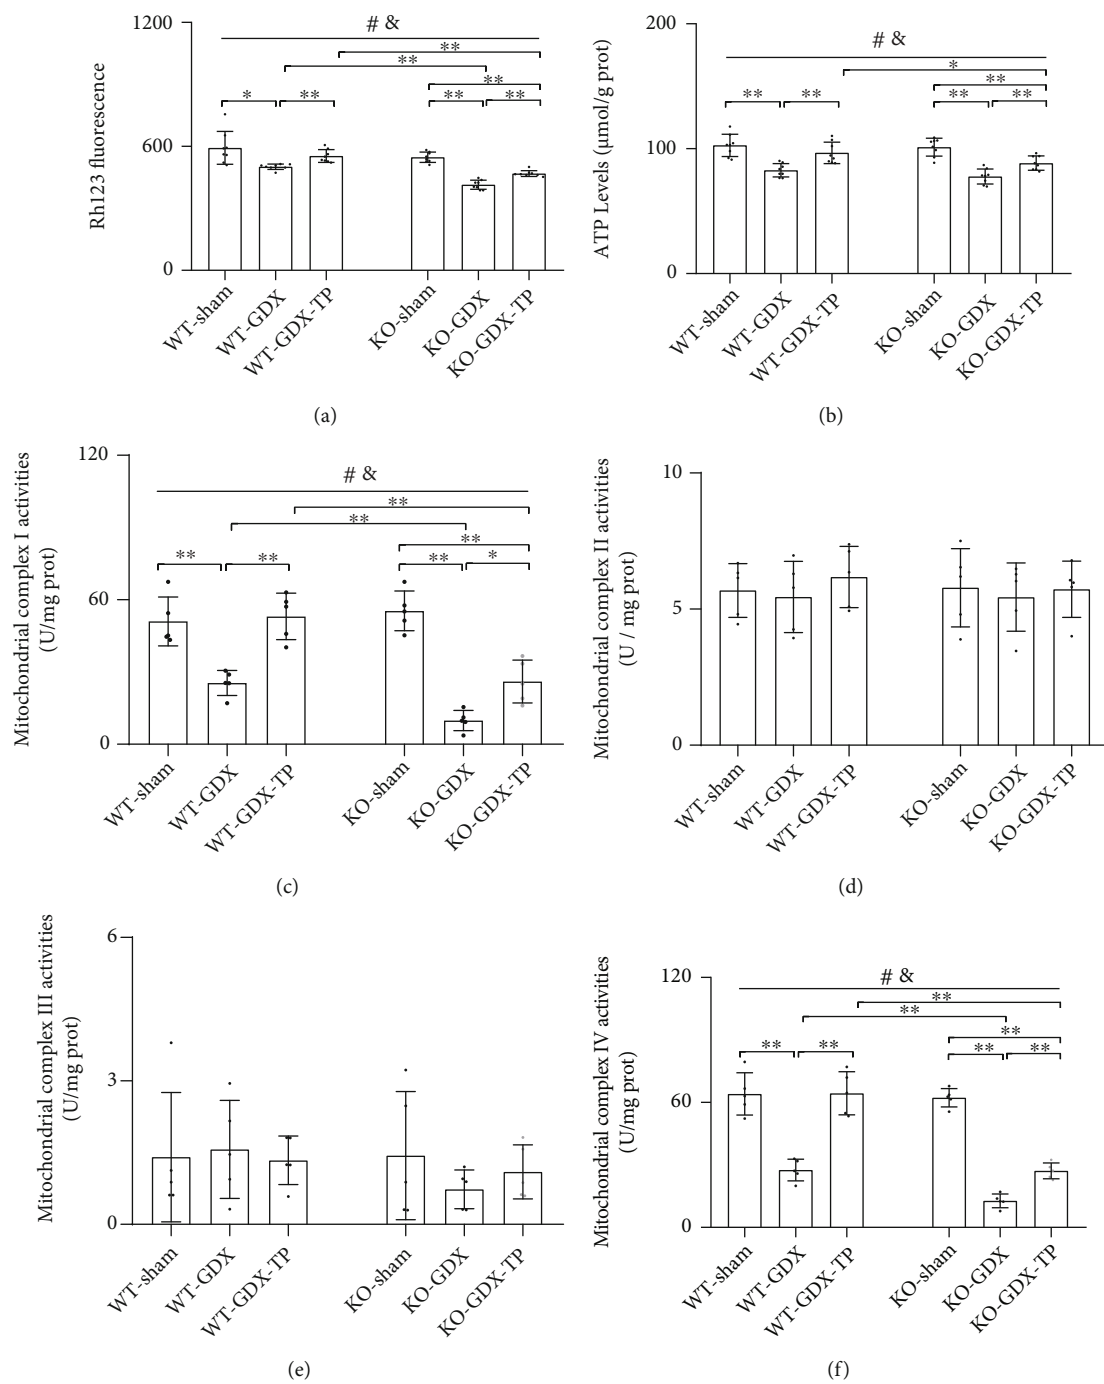 1200
600
0
Rh123 fluorescence
# &
**
**
**
*
**
**
**
WT-sham
WT-GDX
WT-GDX-TP
KO-sham
KO-GDX
KO-GDX-TP
(a)
200
100
0
ATP Levels (μmol/g prot)
# &
*
**
**
**
**
**
WT-sham
WT-GDX
WT-GDX-TP
KO-sham
KO-GDX
KO-GDX-TP
(b)
120
60
0
Mitochondrial complex I activities
(U/mg prot)
# &
**
**
**
**
**
**
*
WT-sham
WT-GDX
WT-GDX-TP
KO-sham
KO-GDX
KO-GDX-TP
(c)
10
5
0
Mitochondrial complex II activities
(U / mg prot)
WT-sham
WT-GDX
WT-GDX-TP
KO-sham
KO-GDX
KO-GDX-TP
(d)
6
3
0
Mitochondrial complex III activities
(U/mg prot)
WT-sham
WT-GDX
WT-GDX-TP
KO-sham
KO-GDX
KO-GDX-TP
(e)
120
60
0
Mitochondrial complex IV activities
(U/mg prot)
# &
**
**
**
**
**
**
**
WT-sham
WT-GDX
WT-GDX-TP
KO-sham
KO-GDX
KO-GDX-TP
(f)